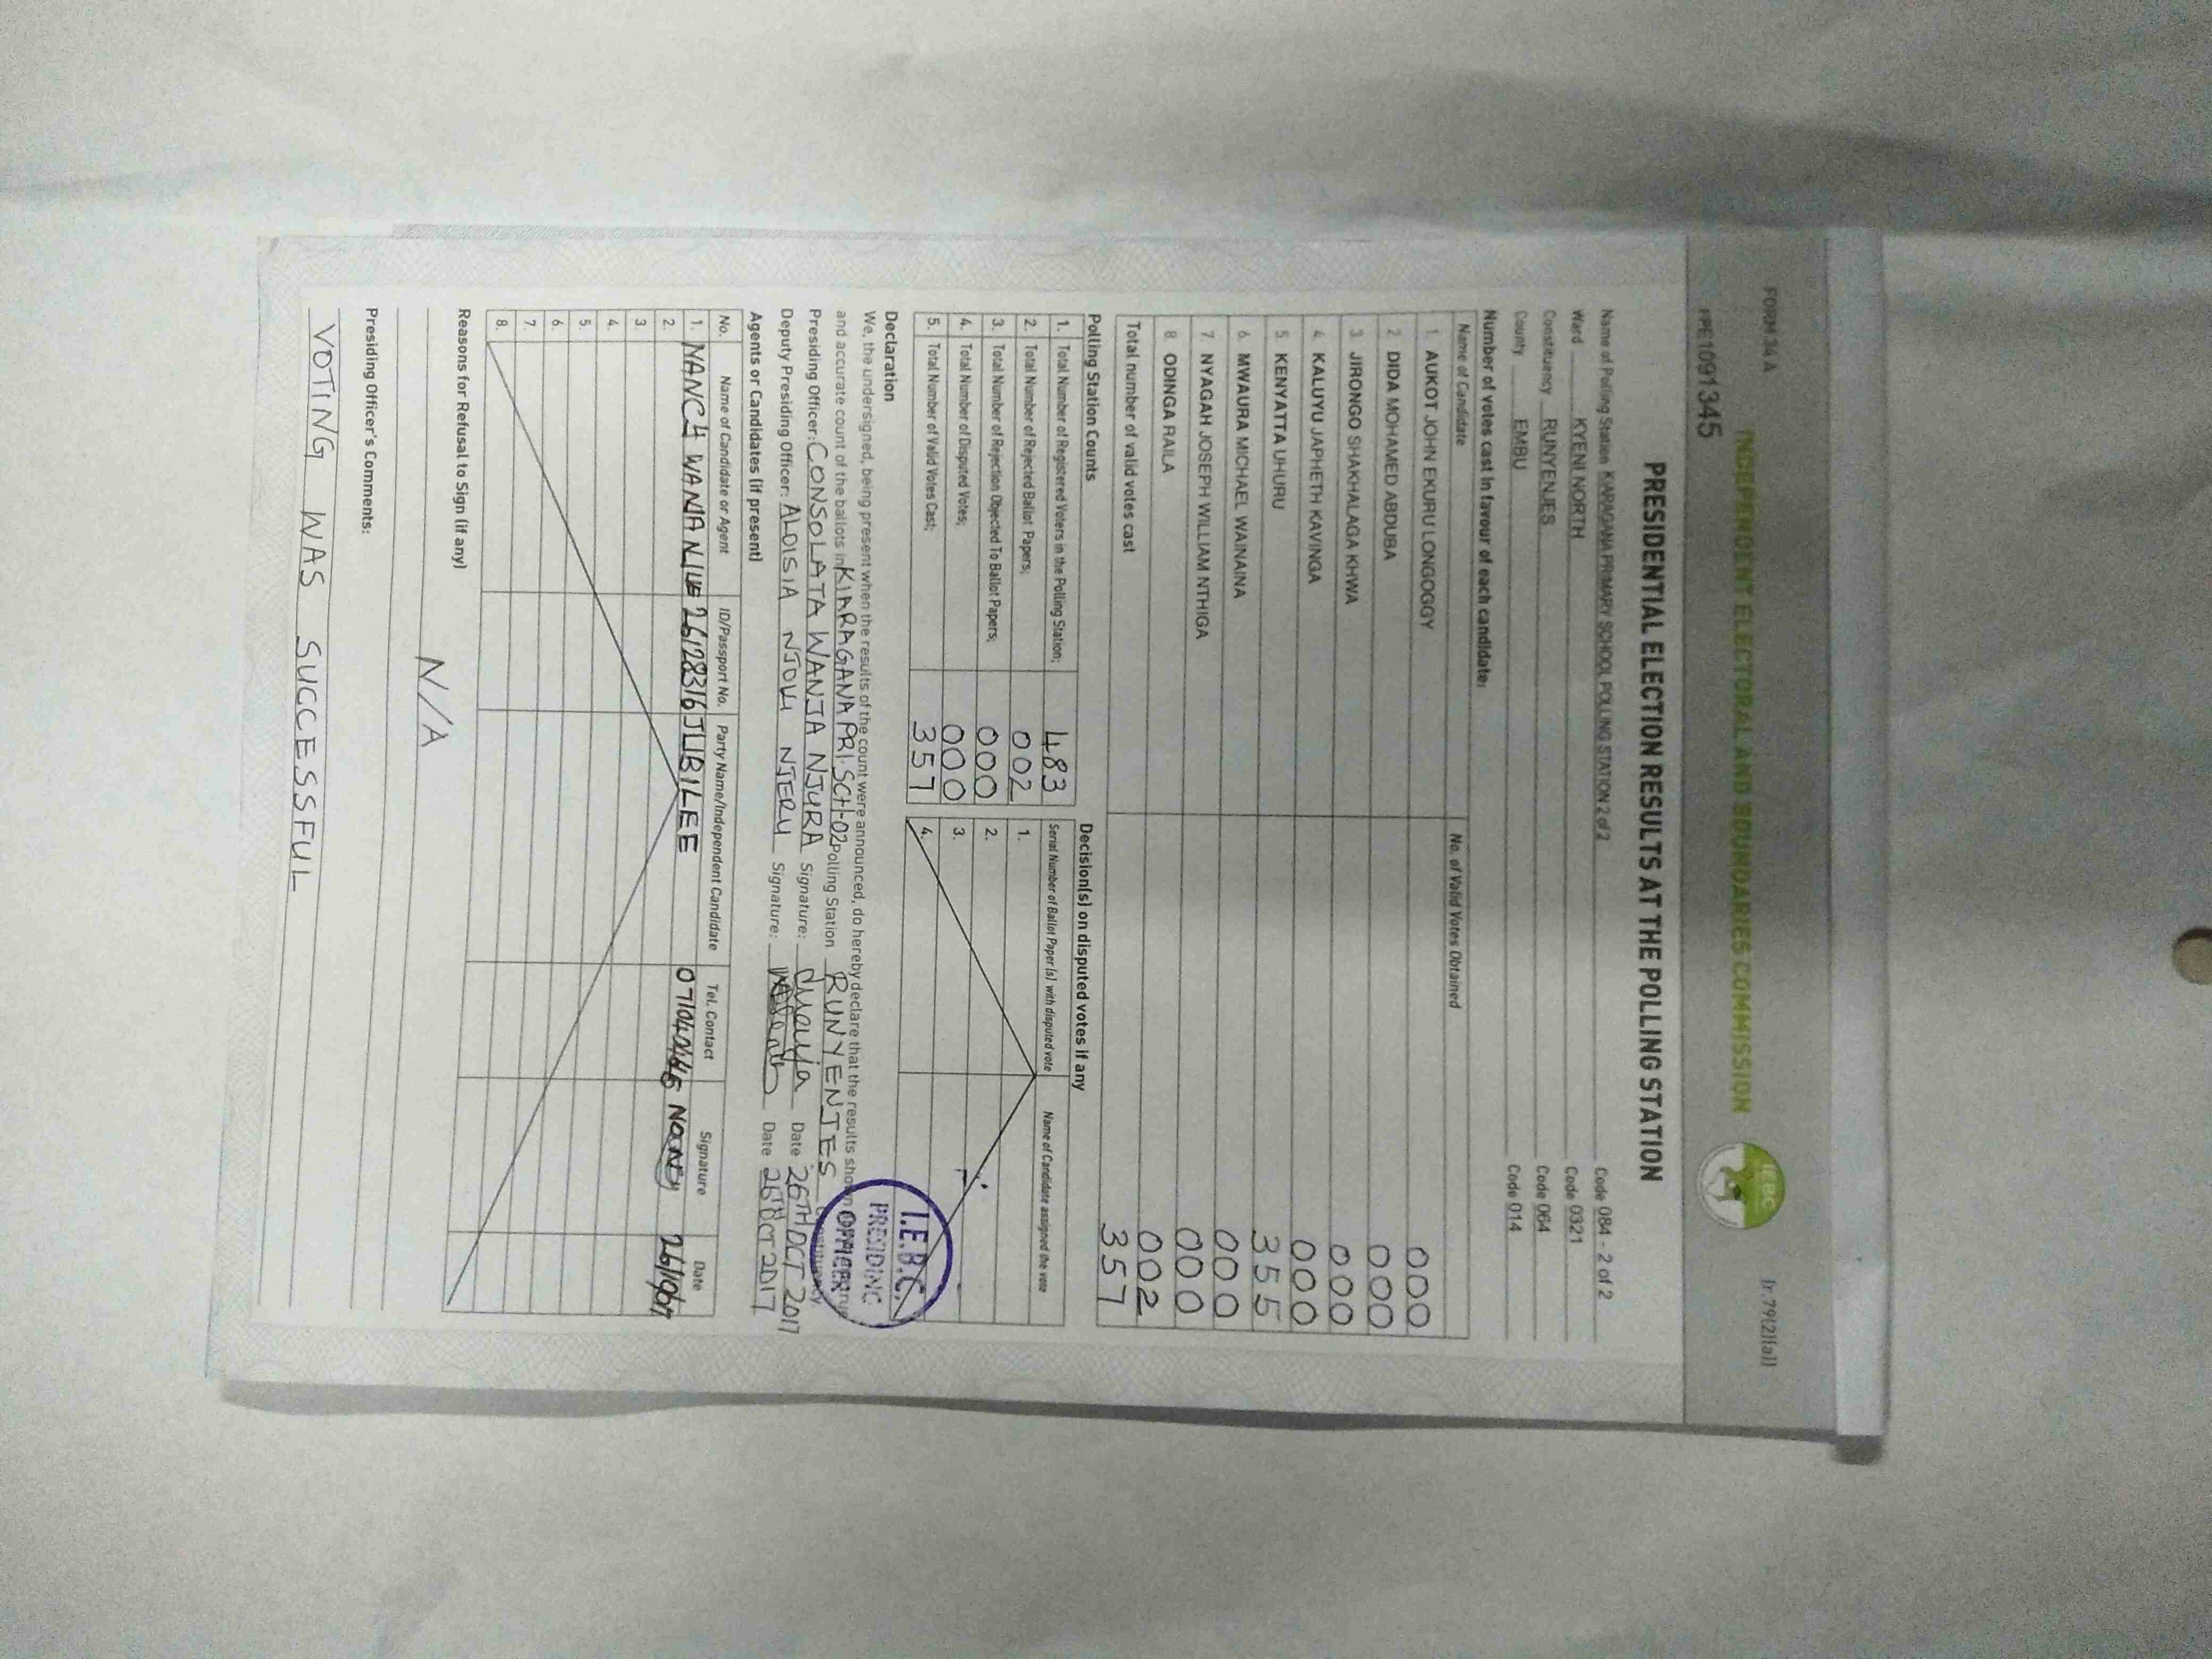 FORM 34 A
INDEPENDENT ELECTORAL AND BOUNDARIES COMMISSION
(r.79(2)(a))
PPE1091345
IEBC
PRESIDENTIAL ELECTION RESULTS AT THE POLLING STATION
Name of Polling Station KARAGANA PRIMARY SCHOOL POLLING STATION 2 of 2 Code 084 - 2 of 2
Ward KYENI NORTH Code 0321
Constituency RUNYENJES Code 064
County EMBU Code 014
Number of votes cast in favour of each candidate:
Name of Candidate No. of Valid Votes Obtained
1. AUKOT JOHN EKURU LONGOGGY 000
2. DIDA MOHAMED ABDUBA 000
3. JIRONGO SHAKHALAGA KHWA 000
4. KALUYU JAPHETH KAVINGA 000
5. KENYATTA UHURU 355
6. MWAURA MICHAEL WAINAINA 000
7. NYAGAH JOSEPH WILLIAM NTHIGA 000
8. ODINGA RAILA 002
Total number of valid votes cast 357
Polling Station Counts
1. Total Number of Registered Voters in the Polling Station; 483
2. Total Number of Rejected Ballot Papers; 002
3. Total Number of Rejection Objected To Ballot Papers; 000
4. Total Number of Disputed Votes; 000
5. Total Number of Valid Votes Cast; 357
Decision(s) on disputed votes if any
Serial Number of Ballot Paper (s) with disputed vote Name of Candidate assigned the vote
1.
2.
3.
4.
Declaration
We, the undersigned, being present when the results of the count were announced, do hereby declare that the results shown
and accurate count of the ballots in KIARAGANA PRI. SCH-02 Polling Station RUNYENJES
Presiding Officer: CONSOLATA WANJA NJURA Signature: Date 26TH OCT 2017
Deputy Presiding Officer: ALOISIA NJOKI NJERU Signature: Date 26TH OCT 2017
I.E.B.C.
PRESIDING
OFFICER
Agents or Candidates (if present)
No. Name of Candidate or Agent ID/Passport No. Party Name/Independent Candidate Tel. Contact Signature Date
1. NANCY WANA 26128316 JUBILEE
2.
3.
4.
5.
6.
7.
8.
Reasons for Refusal to Sign (if any)
N/A
Presiding Officer's Comments:
VOTING WAS SUCCESSFUL